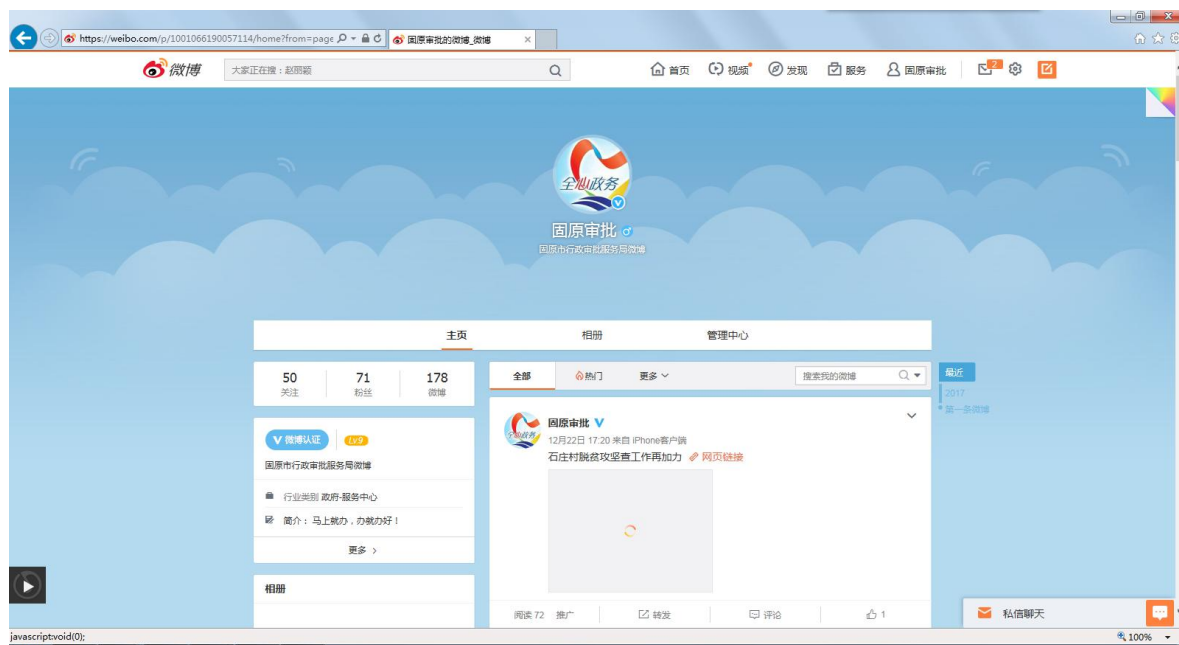 https://weibo.com/p/1001066190057114/home?from=page
固原审批的微博_微博
微博
大家正在搜：赵丽颖
首页
视频
发现
服务
固原审批
2
全心政务
固原审批
固原市行政审批服务局微博
主页
相册
管理中心
50
关注
71
粉丝
178
微博
V 微博认证
Lv9
固原市行政审批服务局微博
行业类别 政府-服务中心
简介：马上就办，办就办好！
更多 >
相册
全部
热门
更多
搜索我的微博
最近
2017
第一条微博
全心政务
固原审批
12月22日 17:20 来自 iPhone客户端
石庄村脱贫攻坚查工作再加力 网页链接
阅读 72 推广
转发
评论
1
私信聊天
javascript:void(0);
100%